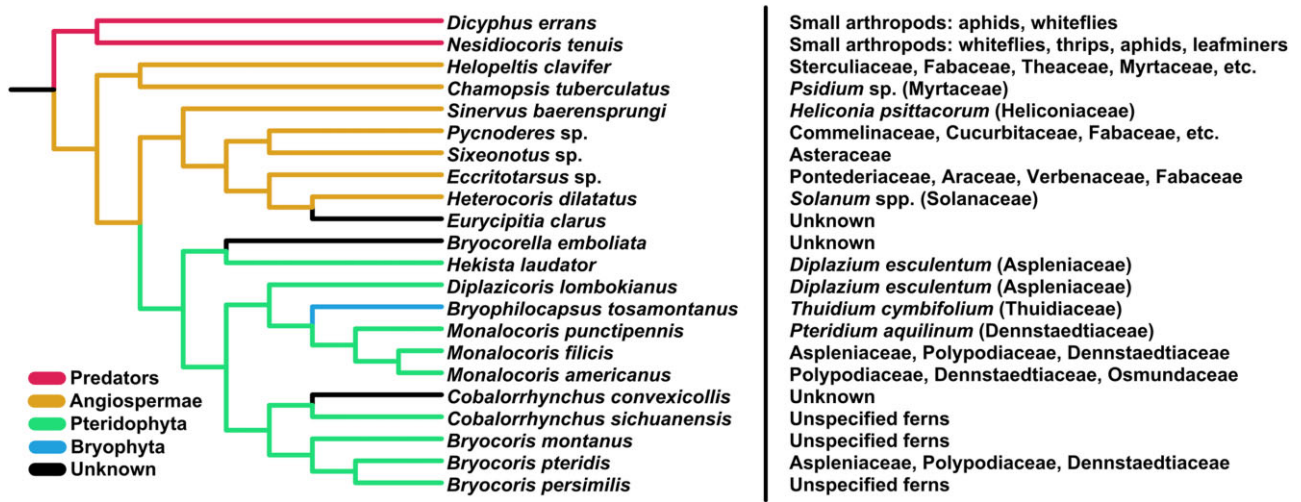 Dicyphus errans Small arthropods: aphids, whiteflies
Nesidiocoris tenuis Small arthropods: whiteflies, thrips, aphids, leafminers
Helopeltis clavifer Sterculiaceae, Fabaceae, Theaceae, Myrtaceae, etc.
Chamopsis tuberculatus Psidium sp. (Myrtaceae)
Sinervus baerensprungi Heliconia psittacorum (Heliconiaceae)
Pycnoderes sp. Commelinaceae, Cucurbitaceae, Fabaceae, etc.
Sixeonotus sp. Asteraceae
Eccritotarsus sp. Pontederiaceae, Araceae, Verbenaceae, Fabaceae
Heterocoris dilatatus Solanum spp. (Solanaceae)
Eurycipitia clarus Unknown
Bryocorella emboliata Unknown
Hekista laudator Diplazium esculentum (Aspleniaceae)
Diplazicoris lombokianus Diplazium esculentum (Aspleniaceae)
Bryophilocapsus tosamontanus Thuidium cymbifolium (Thuidiaceae)
Monalocoris punctipennis Pteridium aquilinum (Dennstaedtiaceae)
Monalocoris filicis Aspleniaceae, Polypodiaceae, Dennstaedtiaceae
Monalocoris americanus Polypodiaceae, Dennstaedtiaceae, Osmundaceae
Cobalorrhynchus convexicollis Unknown
Cobalorrhynchus sichuanensis Unspecified ferns
Bryocoris montanus Unspecified ferns
Bryocoris pteridis Aspleniaceae, Polypodiaceae, Dennstaedtiaceae
Bryocoris persimilis Unspecified ferns
Predators
Angiospermae
Pteridophyta
Bryophyta
Unknown